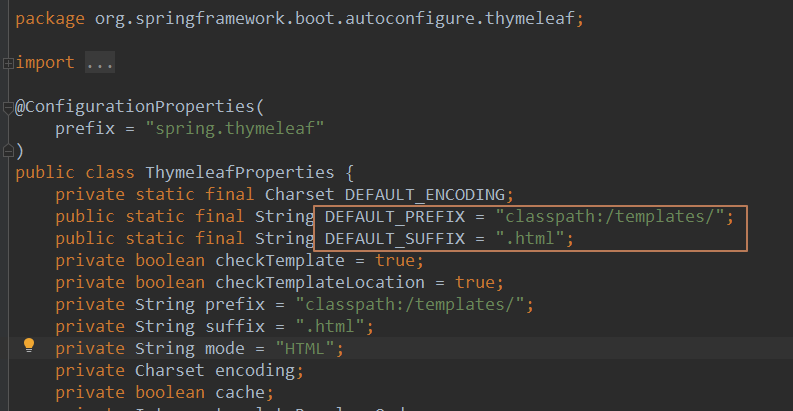 package org.springframework.boot.autoconfigure.thymeleaf;
import ...
@ConfigurationProperties(
prefix = "spring.thymeleaf"
)
public class ThymeleafProperties {
private static final Charset DEFAULT_ENCODING;
public static final String DEFAULT_PREFIX = "classpath:/templates/";
public static final String DEFAULT_SUFFIX = ".html";
private boolean checkTemplate = true;
private boolean checkTemplateLocation = true;
private String prefix = "classpath:/templates/";
private String suffix = ".html";
private String mode = "HTML";
private Charset encoding;
private boolean cache;